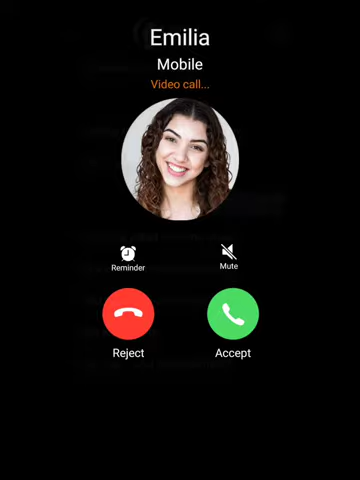 Emilia
Mobile
Video call...
Reminder
Mute
Reject
Accept